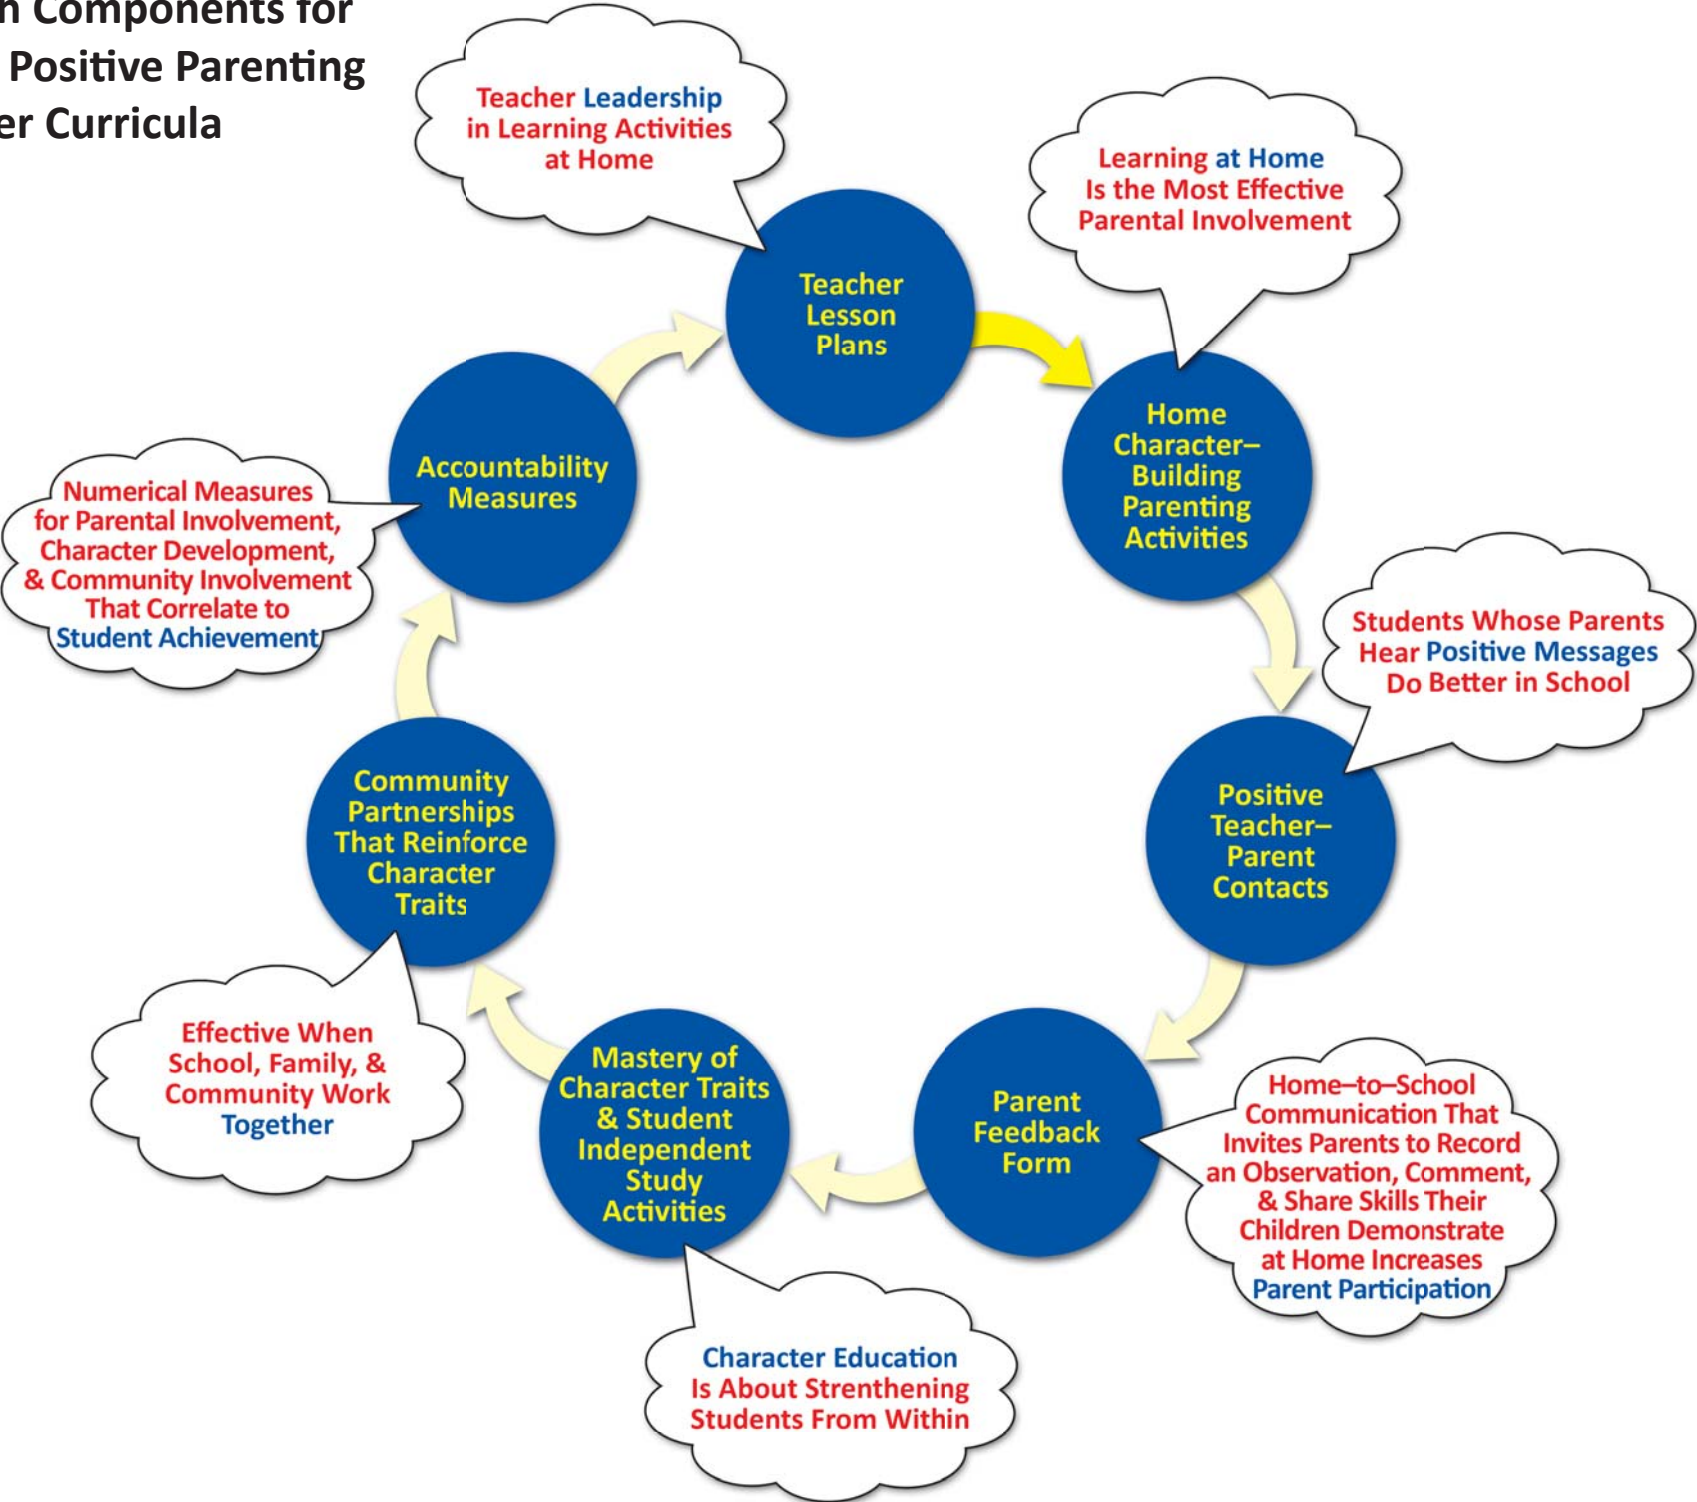 Components for
Positive Parenting
Curricula
Teacher Leadership
in Learning Activities
at Home
Learning at Home
Is the Most Effective
Parental Involvement
Teacher
Lesson
Plans
Home
Character–
Building
Parenting
Activities
Students Whose Parents
Hear Positive Messages
Do Better in School
Positive
Teacher–
Parent
Contacts
Home–to–School
Communication That
Invites Parents to Record
an Observation, Comment,
& Share Skills Their
Children Demonstrate
at Home Increases
Parent Participation
Parent
Feedback
Form
Mastery of
Character Traits
& Student
Independent
Study
Activities
Character Education
Is About Strenthening
Students From Within
Community
Partnerships
That Reinforce
Character
Traits
Effective When
School, Family, &
Community Work
Together
Accountability
Measures
Numerical Measures
for Parental Involvement,
Character Development,
& Community Involvement
That Correlate to
Student Achievement